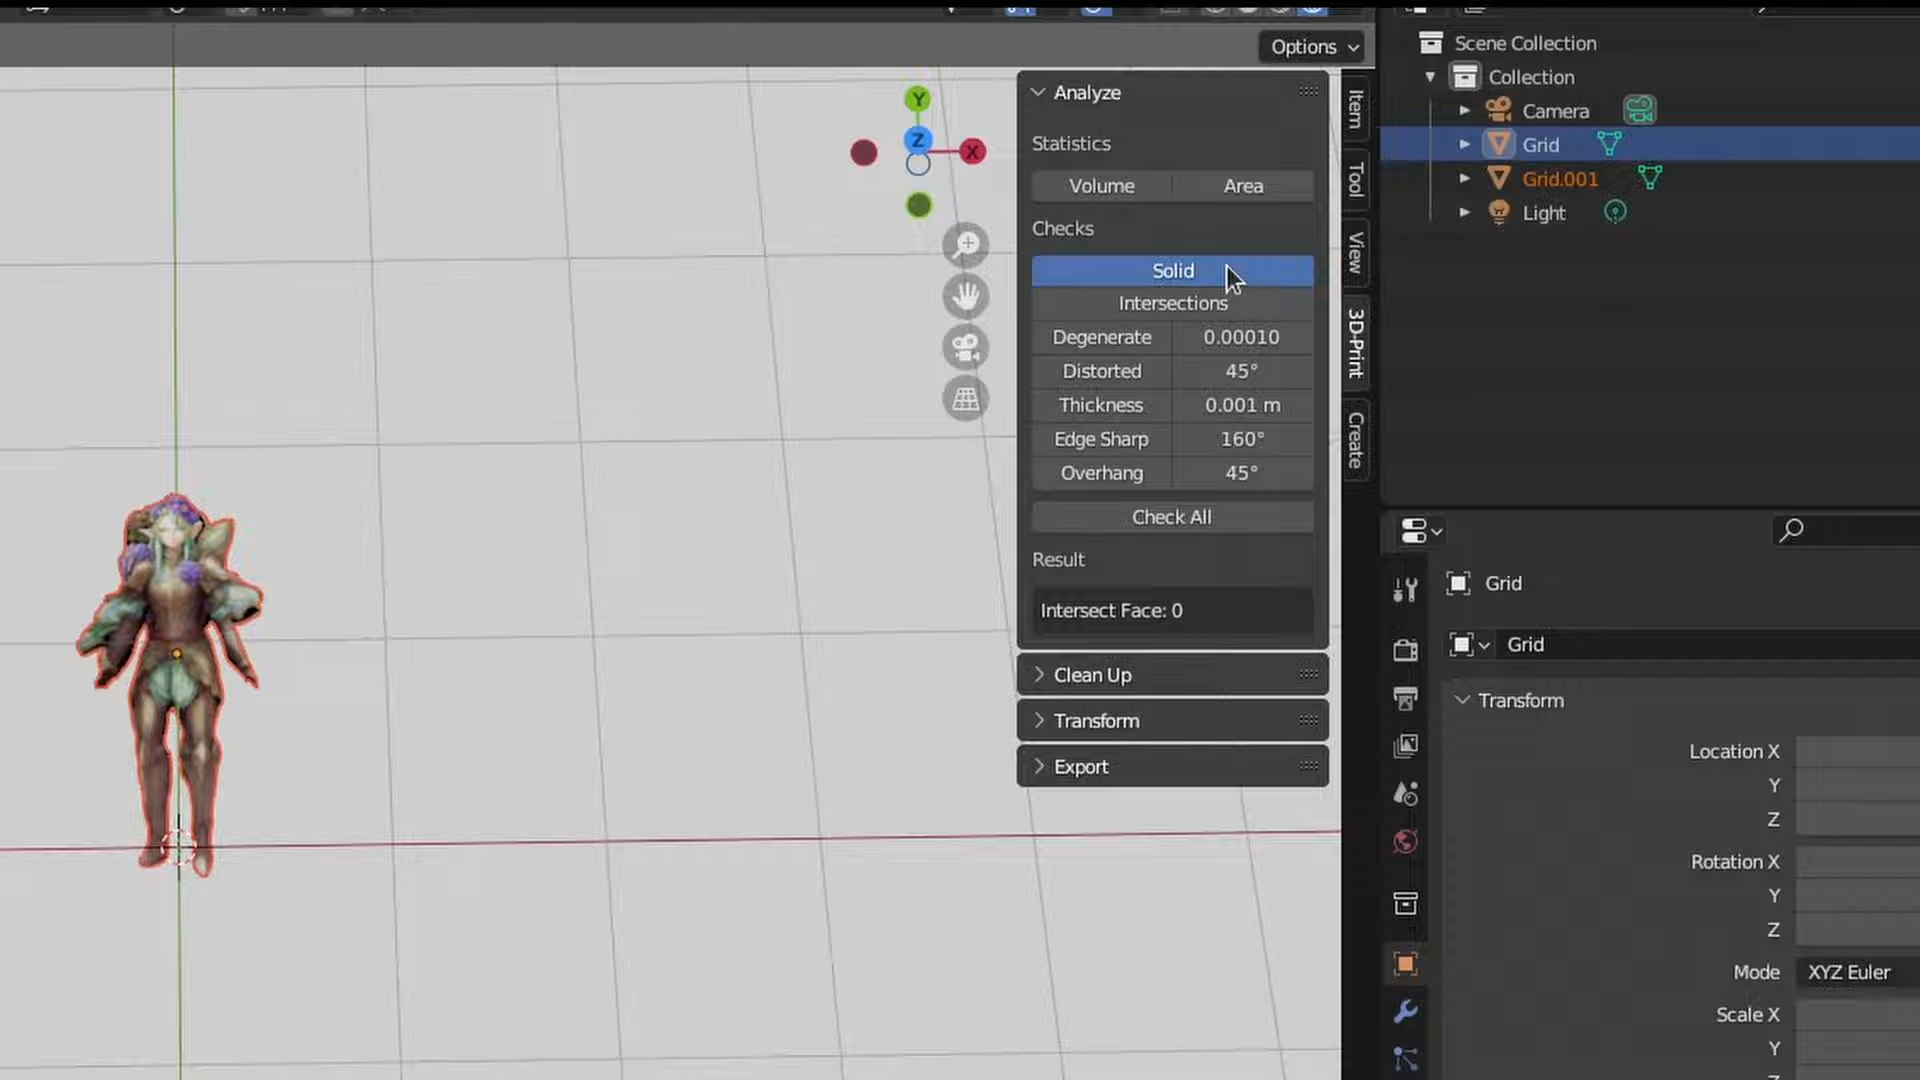 Options
Y
Z
X
Analyze
Statistics
Volume Area
Checks
Solid
Intersections
Degenerate 0.00010
Distorted 45°
Thickness 0.001 m
Edge Sharp 160°
Overhang 45°
Check All
Result
Intersect Face: 0
Clean Up
Transform
Export
Item
Tool
View
3D-Print
Create
Scene Collection
Collection
Camera
Grid
Grid.001
Light
Grid
Grid
Transform
Location X
Y
Z
Rotation X
Y
Z
Mode XYZ Euler
Scale X
Y